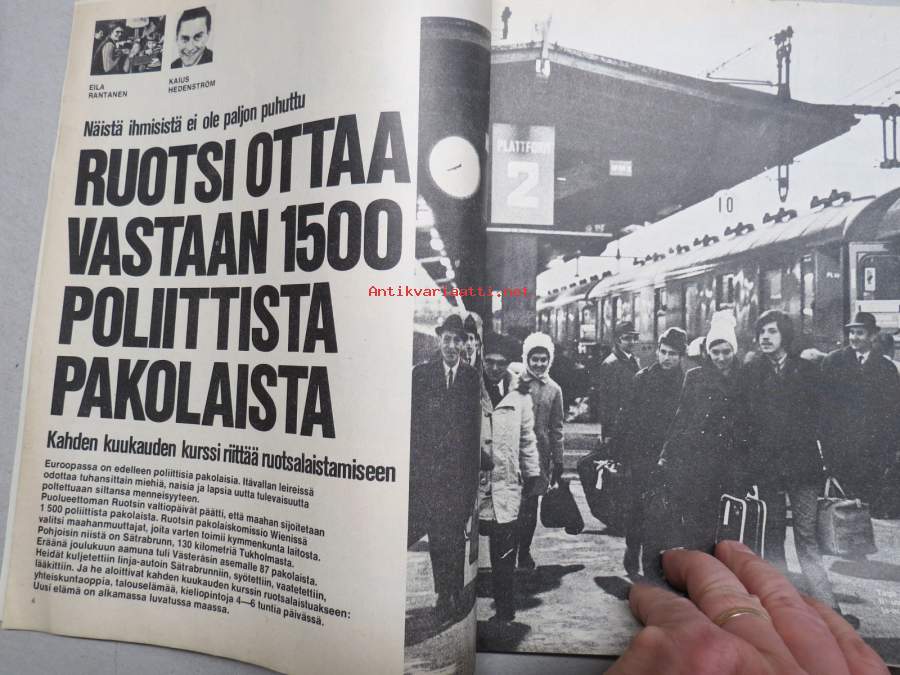 EILA
RANTANEN
KAIUS
HEDENSTRÖM
Näistä ihmisistä ei ole paljon puhuttu
RUOTSI OTTAA
VASTAAN 1500
POLIITTISTA
PAKOLAISTA
Kahden kuukauden kurssi riittää ruotsalaistamiseen
Euroopassa on edelleen poliittisia pakolaisia. Itävallan leireissä
odottaa tuhansittain miehiä, naisia ja lapsia uutta tulevaisuutta
poltettuaan siltansa menneisyyteen.
Puolueettoman Ruotsin valtiopäivät päätti, että maahan sijoitetaan
1 500 poliittista pakolaista. Ruotsin pakolaiskomissio Wienissä
valitsi maahanmuuttajat, joita varten toimii kymmenkunta laitosta.
Pohjoisin niistä on Sätrabrunn, 130 kilometriä Tukholmasta.
Eräänä joulukuun aamuna tuli Västeråsin asemalle 87 pakolaista.
Heidät kuljetettiin linja-autoin Sätrabrunniin, syötettiin, vaatetettiin,
lääkittiin. Ja he aloittivat kahden kuukauden kurssin ruotsalaistuakseen:
yhteiskuntaoppia, talouselämää, kielioppintoja 4—6 tuntia päivässä.
Uusi elämä on alkamassa luvatussa maassa.
PLATTFORM
2
10
Antikvariaatti.net